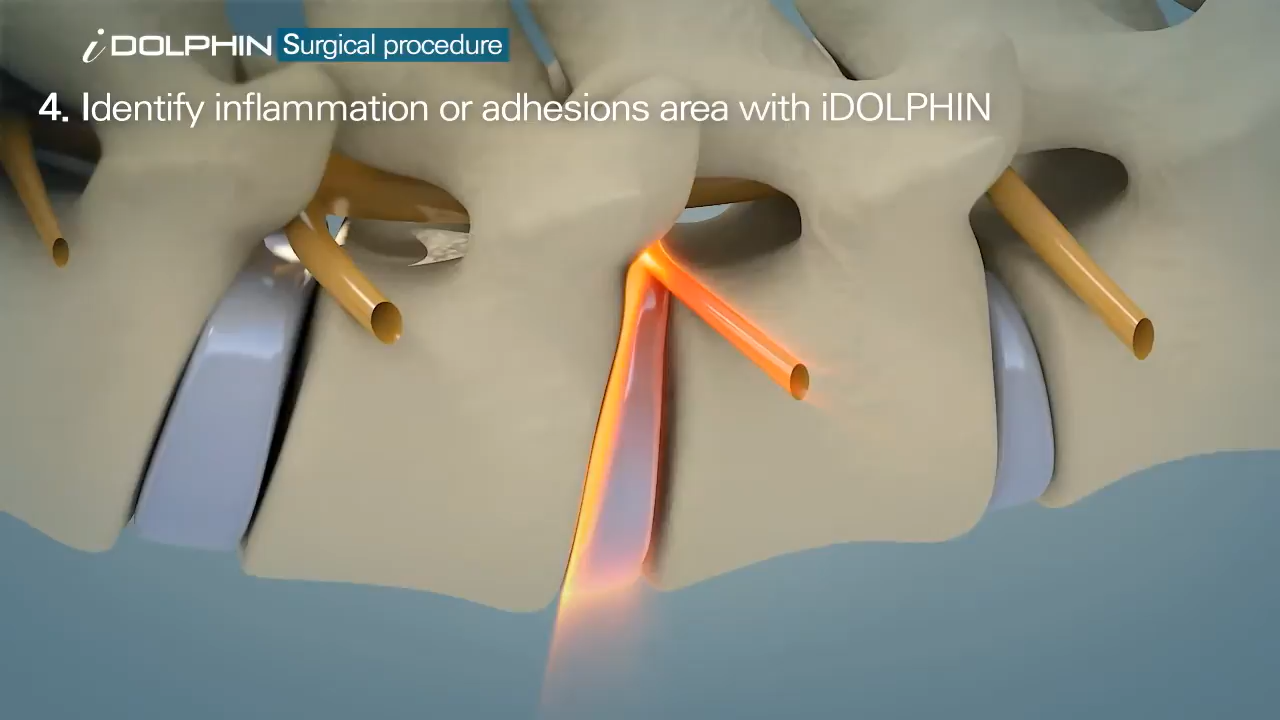 iDOLPHIN Surgical procedure
4. Identify inflammation or adhesions area with iDOLPHIN